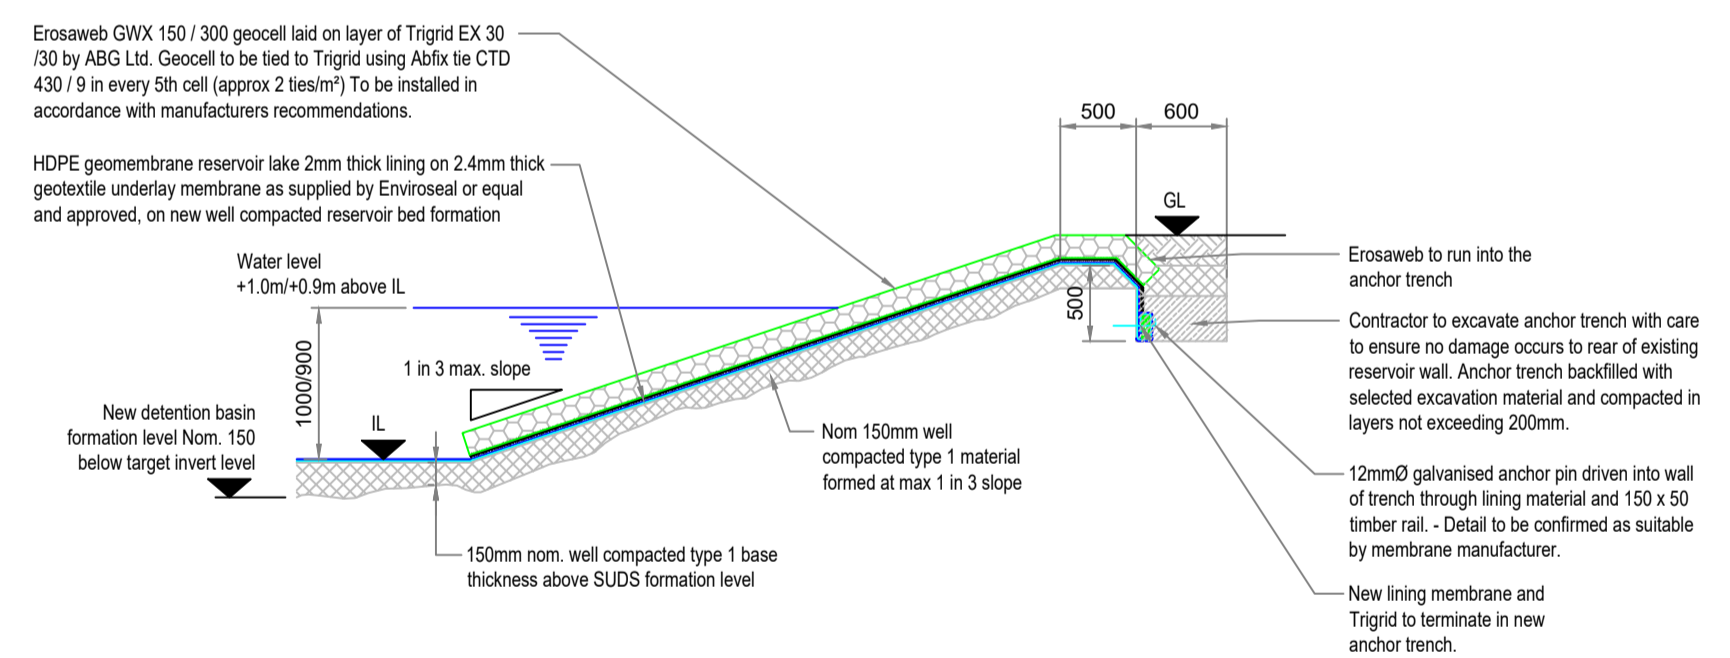 Erosaweb GWX 150 / 300 geocell laid on layer of Trigrid EX 30
/30 by ABG Ltd. Geocell to be tied to Trigrid using Abfix tie CTD
430 / 9 in every 5th cell (approx 2 ties/m²) To be installed in
accordance with manufacturers recommendations.
HDPE geomembrane reservoir lake 2mm thick lining on 2.4mm thick
geotextile underlay membrane as supplied by Enviroseal or equal
and approved, on new well compacted reservoir bed formation
Water level
+1.0m/+0.9m above IL
1000/900
1 in 3 max. slope
New detention basin
formation level Nom. 150
below target invert level
IL
150mm nom. well compacted type 1 base
thickness above SUDS formation level
Nom 150mm well
compacted type 1 material
formed at max 1 in 3 slope
500
600
GL
500
Erosaweb to run into the
anchor trench
Contractor to excavate anchor trench with care
to ensure no damage occurs to rear of existing
reservoir wall. Anchor trench backfilled with
selected excavation material and compacted in
layers not exceeding 200mm.
12mmØ galvanised anchor pin driven into wall
of trench through lining material and 150 x 50
timber rail. - Detail to be confirmed as suitable
by membrane manufacturer.
New lining membrane and
Trigrid to terminate in new
anchor trench.